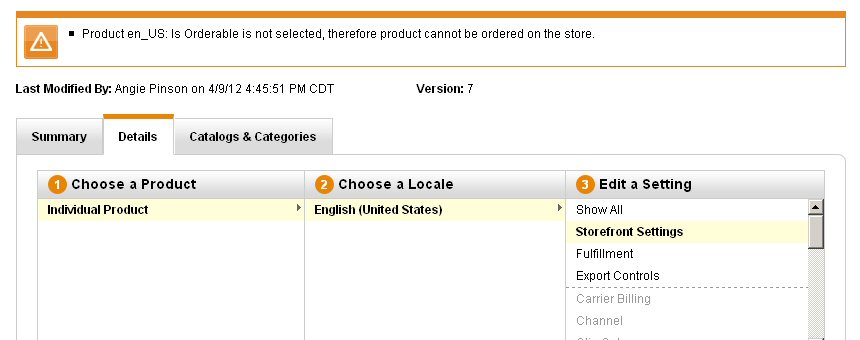 Product en_US: Is Orderable is not selected, therefore product cannot be ordered on the store.
Last Modified By: Angie Pinson on 4/9/12 4:45:51 PM CDT Version: 7
Summary Details Catalogs & Categories
1 Choose a Product 2 Choose a Locale 3 Edit a Setting
Individual Product English (United States) Show All
Storefront Settings
Fulfillment
Export Controls
Carrier Billing
Channel